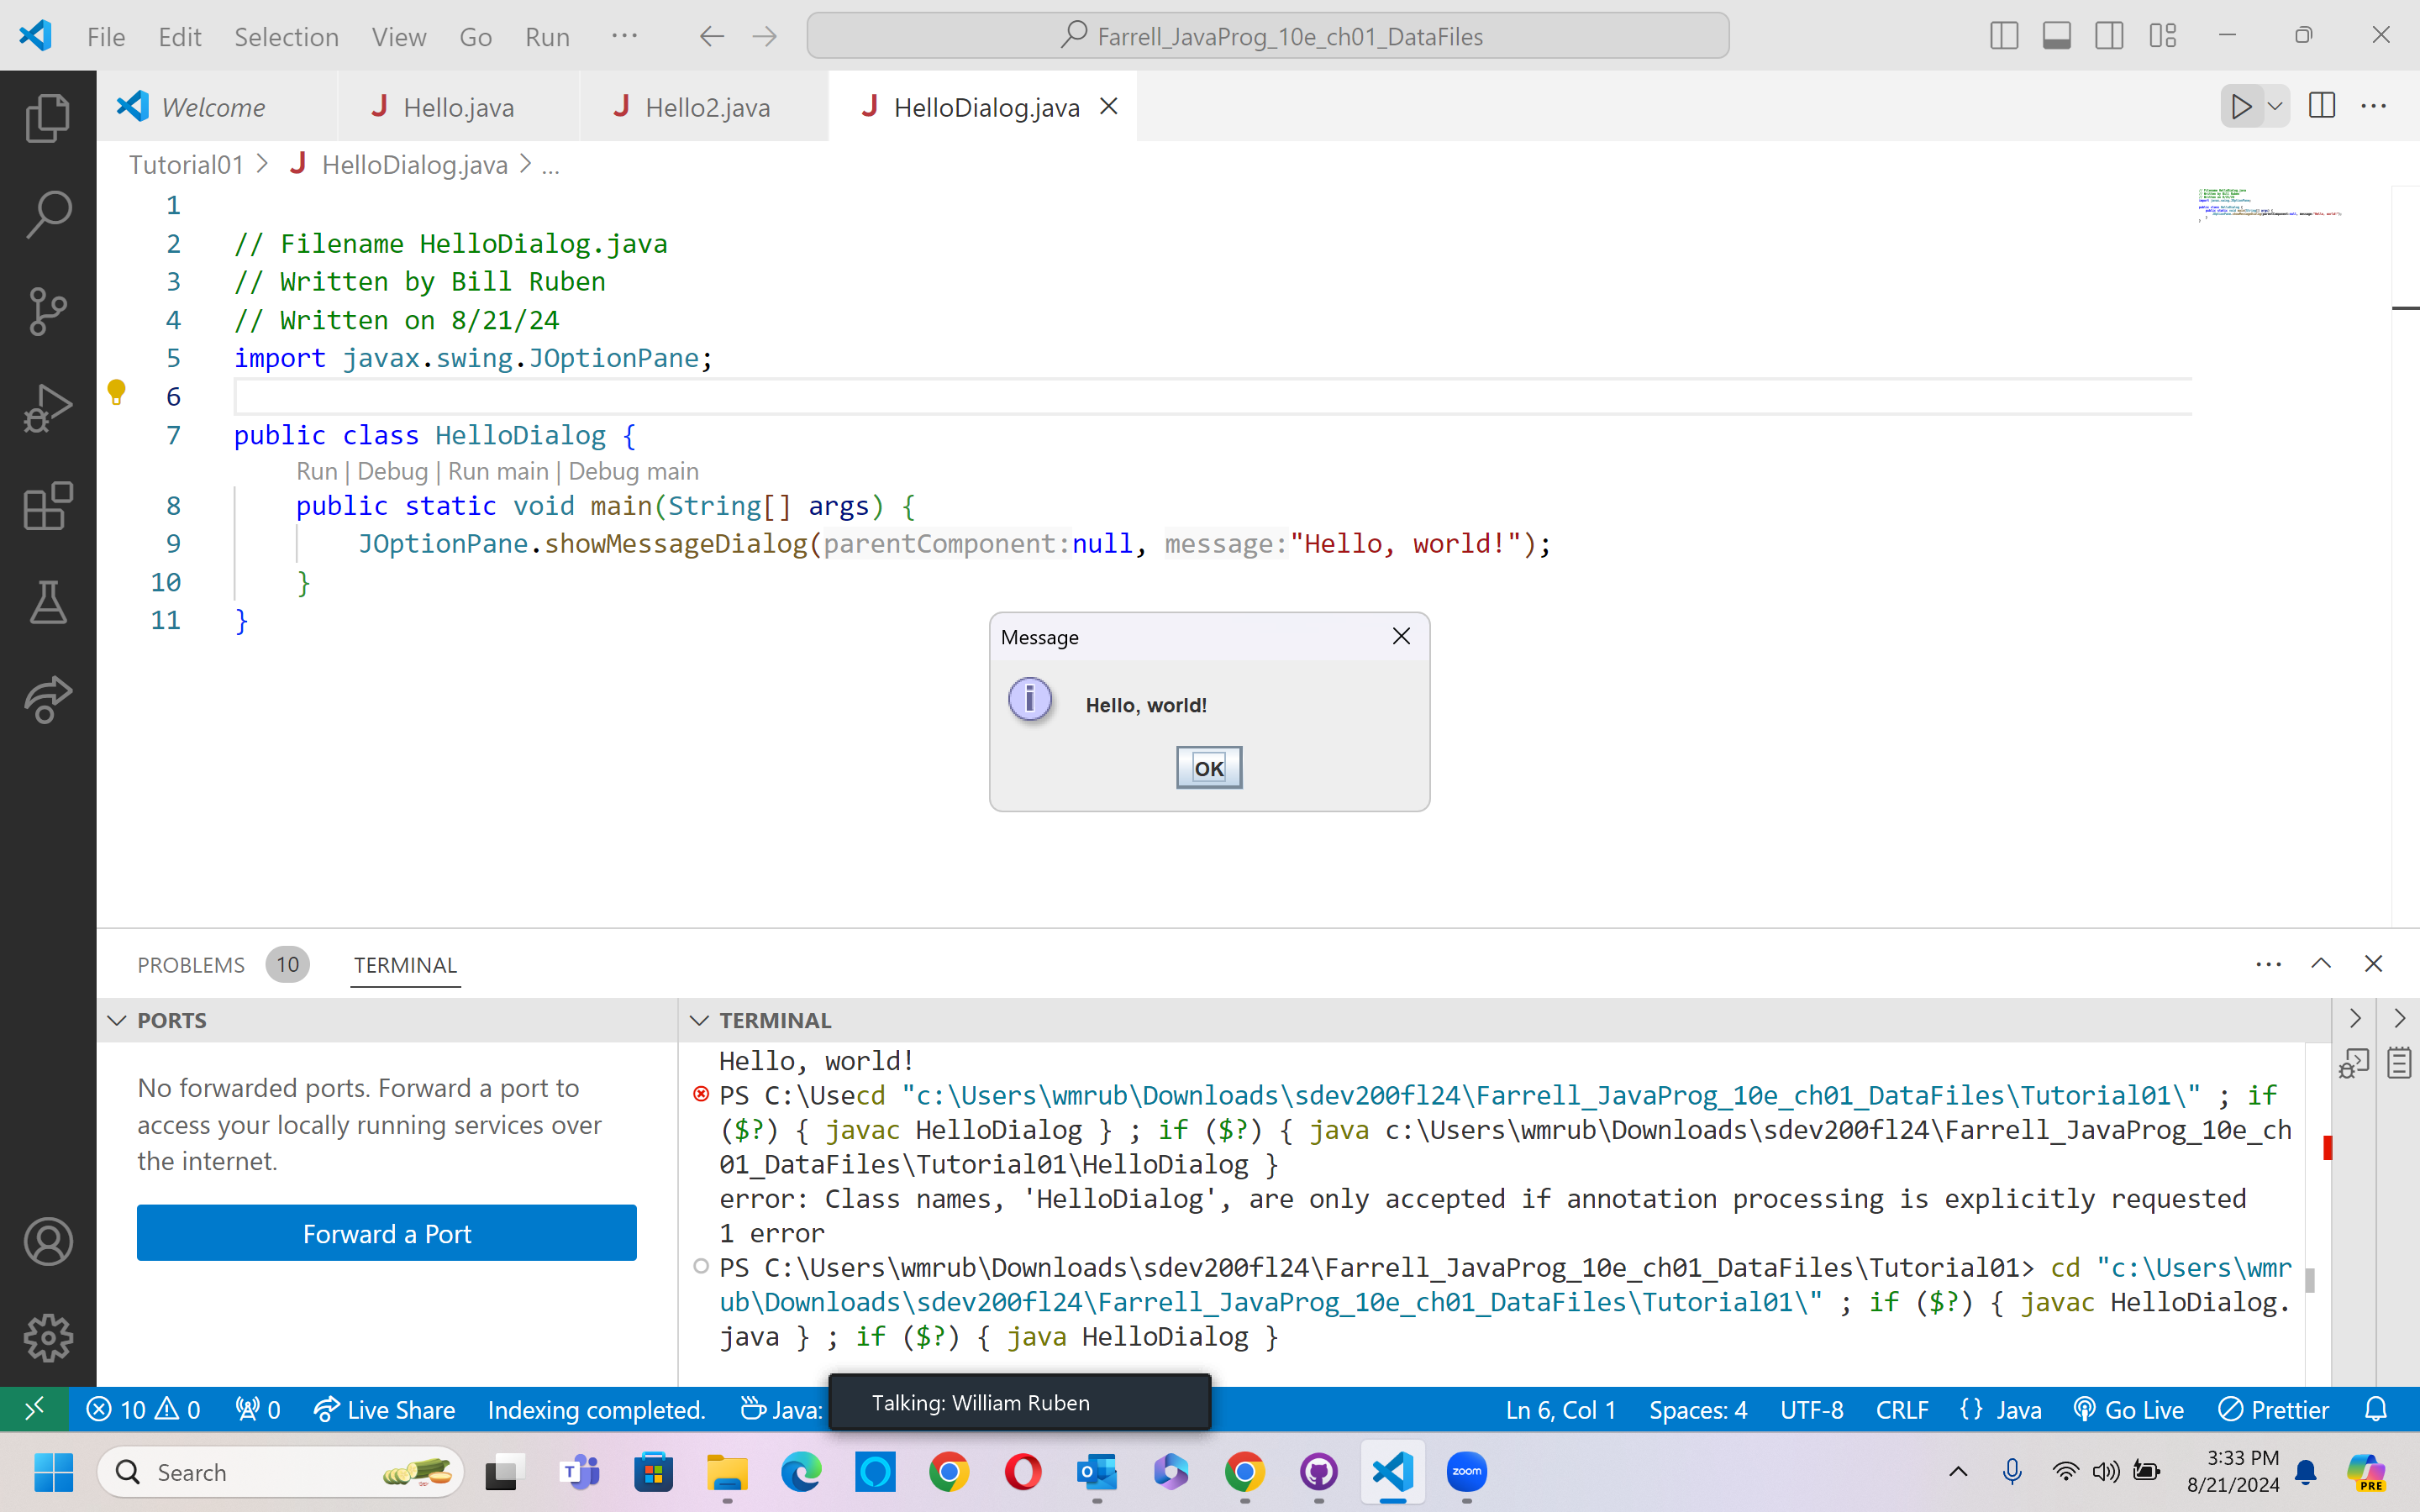 File Edit Selection View Go Run ··· Farrell_JavaProg_10e_ch01_DataFiles
Welcome Hello.java Hello2.java HelloDialog.java
Tutorial01 > J HelloDialog.java > ...
1
2 // Filename HelloDialog.java
3 // Written by Bill Ruben
4 // Written on 8/21/24
5 import javax.swing.JOptionPane;
6
7 public class HelloDialog {
Run | Debug | Run main | Debug main
8 public static void main(String[] args) {
9 JOptionPane.showMessageDialog(parentComponent:null, message:"Hello, world!");
10 }
11 }
Message
Hello, world!
OK
PROBLEMS 10 TERMINAL
PORTS
No forwarded ports. Forward a port to
access your locally running services over
the internet.
Forward a Port
TERMINAL
Hello, world!
PS C:\Usecd "c:\Users\wmrub\Downloads\sdev200fl24\Farrell_JavaProg_10e_ch01_DataFiles\Tutorial01\" ; if
($?) { javac HelloDialog } ; if ($?) { java c:\Users\wmrub\Downloads\sdev200fl24\Farrell_JavaProg_10e_ch
01_DataFiles\Tutorial01\HelloDialog }
error: Class names, 'HelloDialog', are only accepted if annotation processing is explicitly requested
1 error
PS C:\Users\wmrub\Downloads\sdev200fl24\Farrell_JavaProg_10e_ch01_DataFiles\Tutorial01> cd "c:\Users\wmr
ub\Downloads\sdev200fl24\Farrell_JavaProg_10e_ch01_DataFiles\Tutorial01\" ; if ($?) { javac HelloDialog.
java } ; if ($?) { java HelloDialog }
10 0 0 Live Share Indexing completed. Java: Talking: William Ruben Ln 6, Col 1 Spaces: 4 UTF-8 CRLF {} Java Go Live Prettier
Search zoom 3:33 PM
8/21/2024 PRE